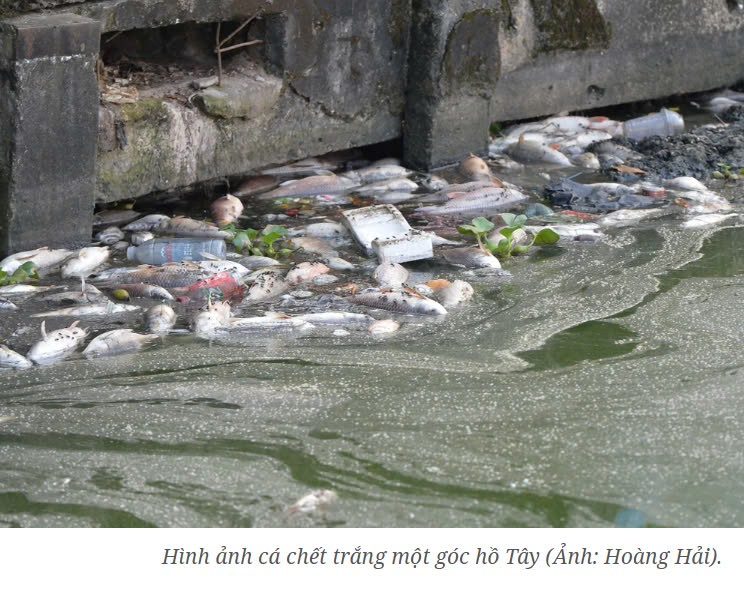 Hình ảnh cá chết trắng một góc hồ Tây (Ảnh: Hoàng Hải).